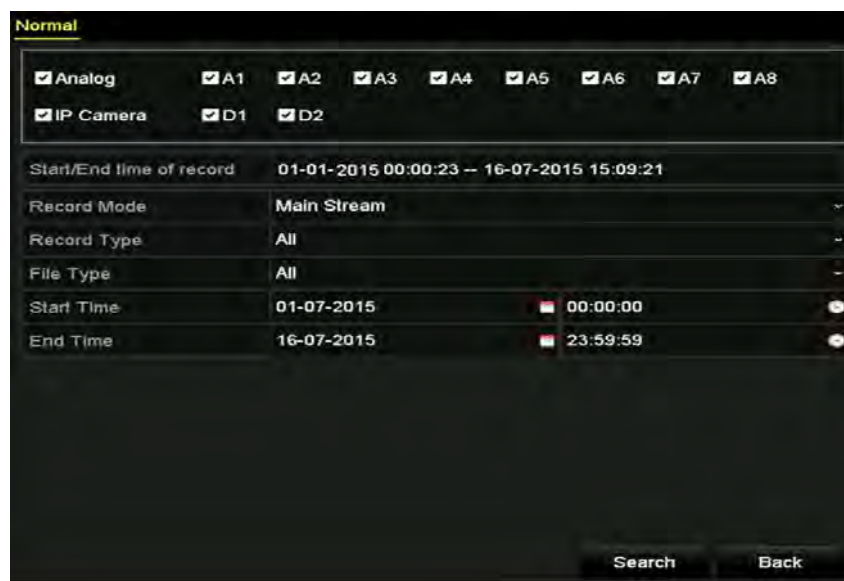 Normal
Analog A1 A2 A3 A4 A5 A6 A7 A8
IP Camera D1 D2
Start/End time of record 01-01-2015 00:00:23 -- 16-07-2015 15:09:21
Record Mode Main Stream
Record Type All
File Type All
Start Time 01-07-2015 00:00:00
End Time 16-07-2015 23:59:59
Search Back